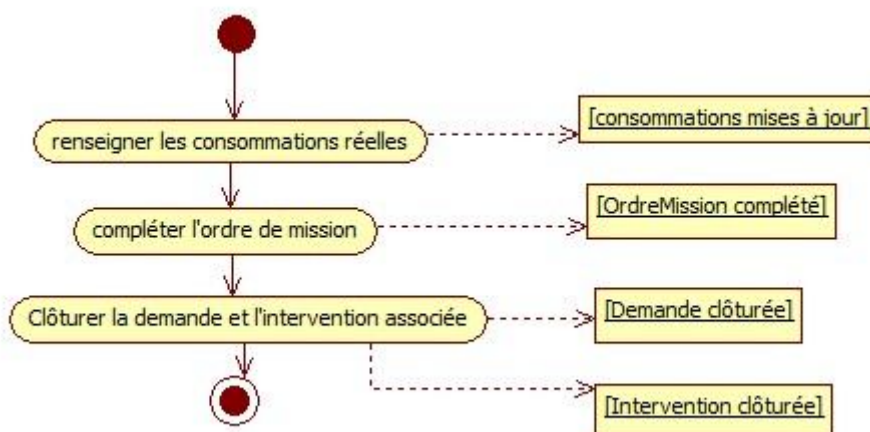 [consommations mises à jour]
renseigner les consommations réelles
[OrdreMission complété]
compléter l'ordre de mission
[Demande clôturée]
Clôturer la demande et l'intervention associée
[Intervention clôturée]